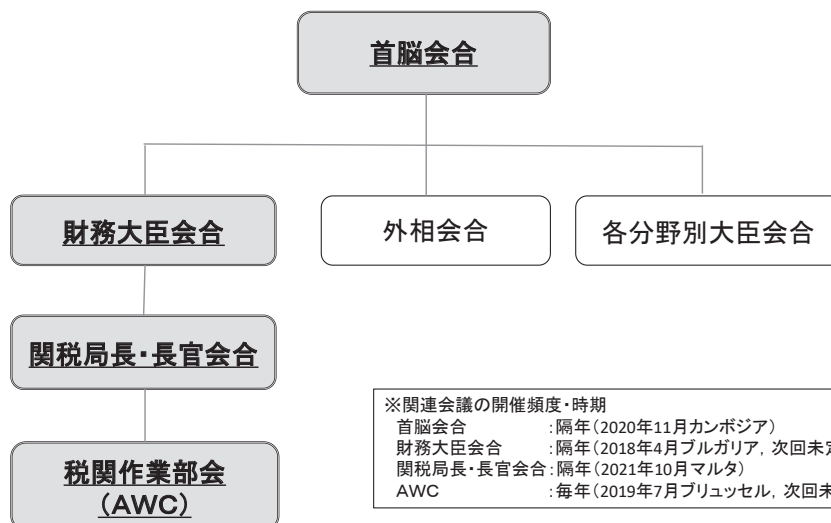 首脳会合
財務大臣会合
外相会合
各分野別大臣会合
関税局長・長官会合
税関作業部会
(AWC)
※関連会議の開催頻度・時期
首脳会合 :隔年(2020年11月カンボジア)
財務大臣会合 :隔年(2018年4月ブルガリア, 次回未定
関税局長・長官会合:隔年(2021年10月マルタ)
AWC :毎年(2019年7月ブリュッセル, 次回未